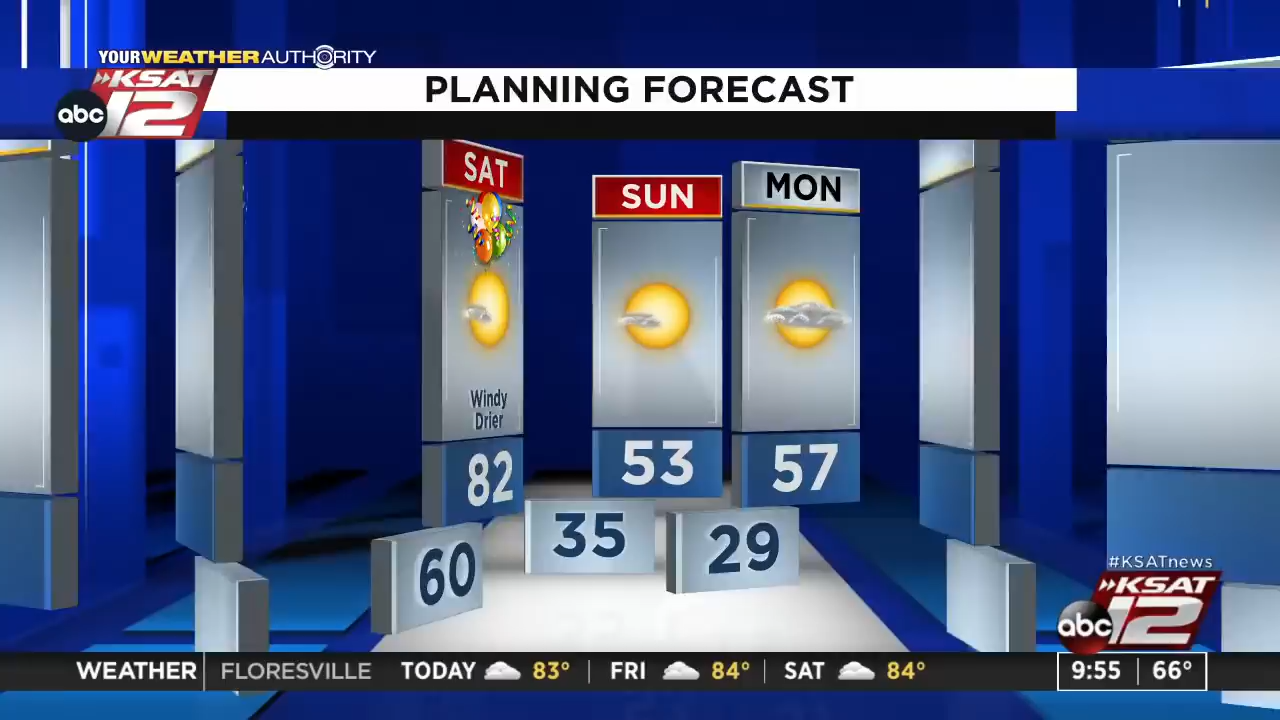 YOURWEATHERAUTHORITY
KSAT
abc 12
PLANNING FORECAST
SAT
SUN
MON
Windy
Drier
82
53
57
60
35
29
#KSATnews
KSAT
abc 12
WEATHER FLORESVILLE TODAY 83° FRI 84° SAT 84° 9:55 66°